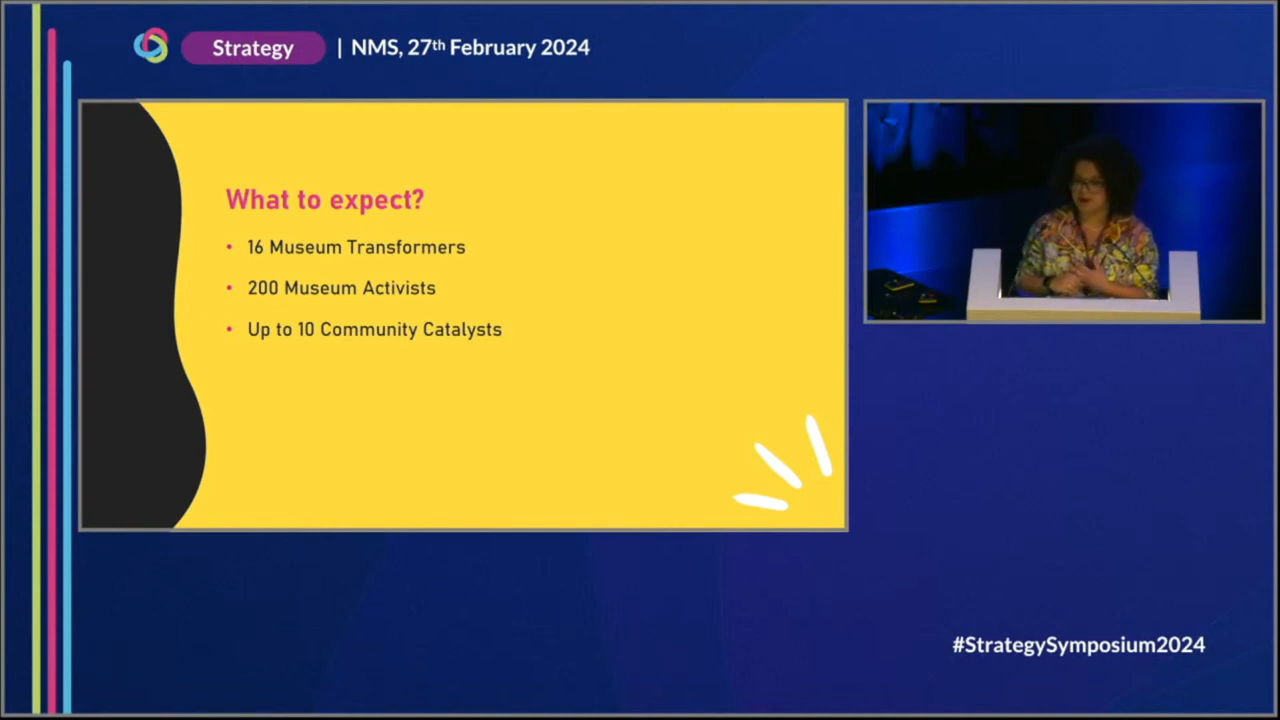 Strategy | NMS, 27th February 2024
What to expect?
• 16 Museum Transformers
• 200 Museum Activists
• Up to 10 Community Catalysts
#StrategySymposium2024